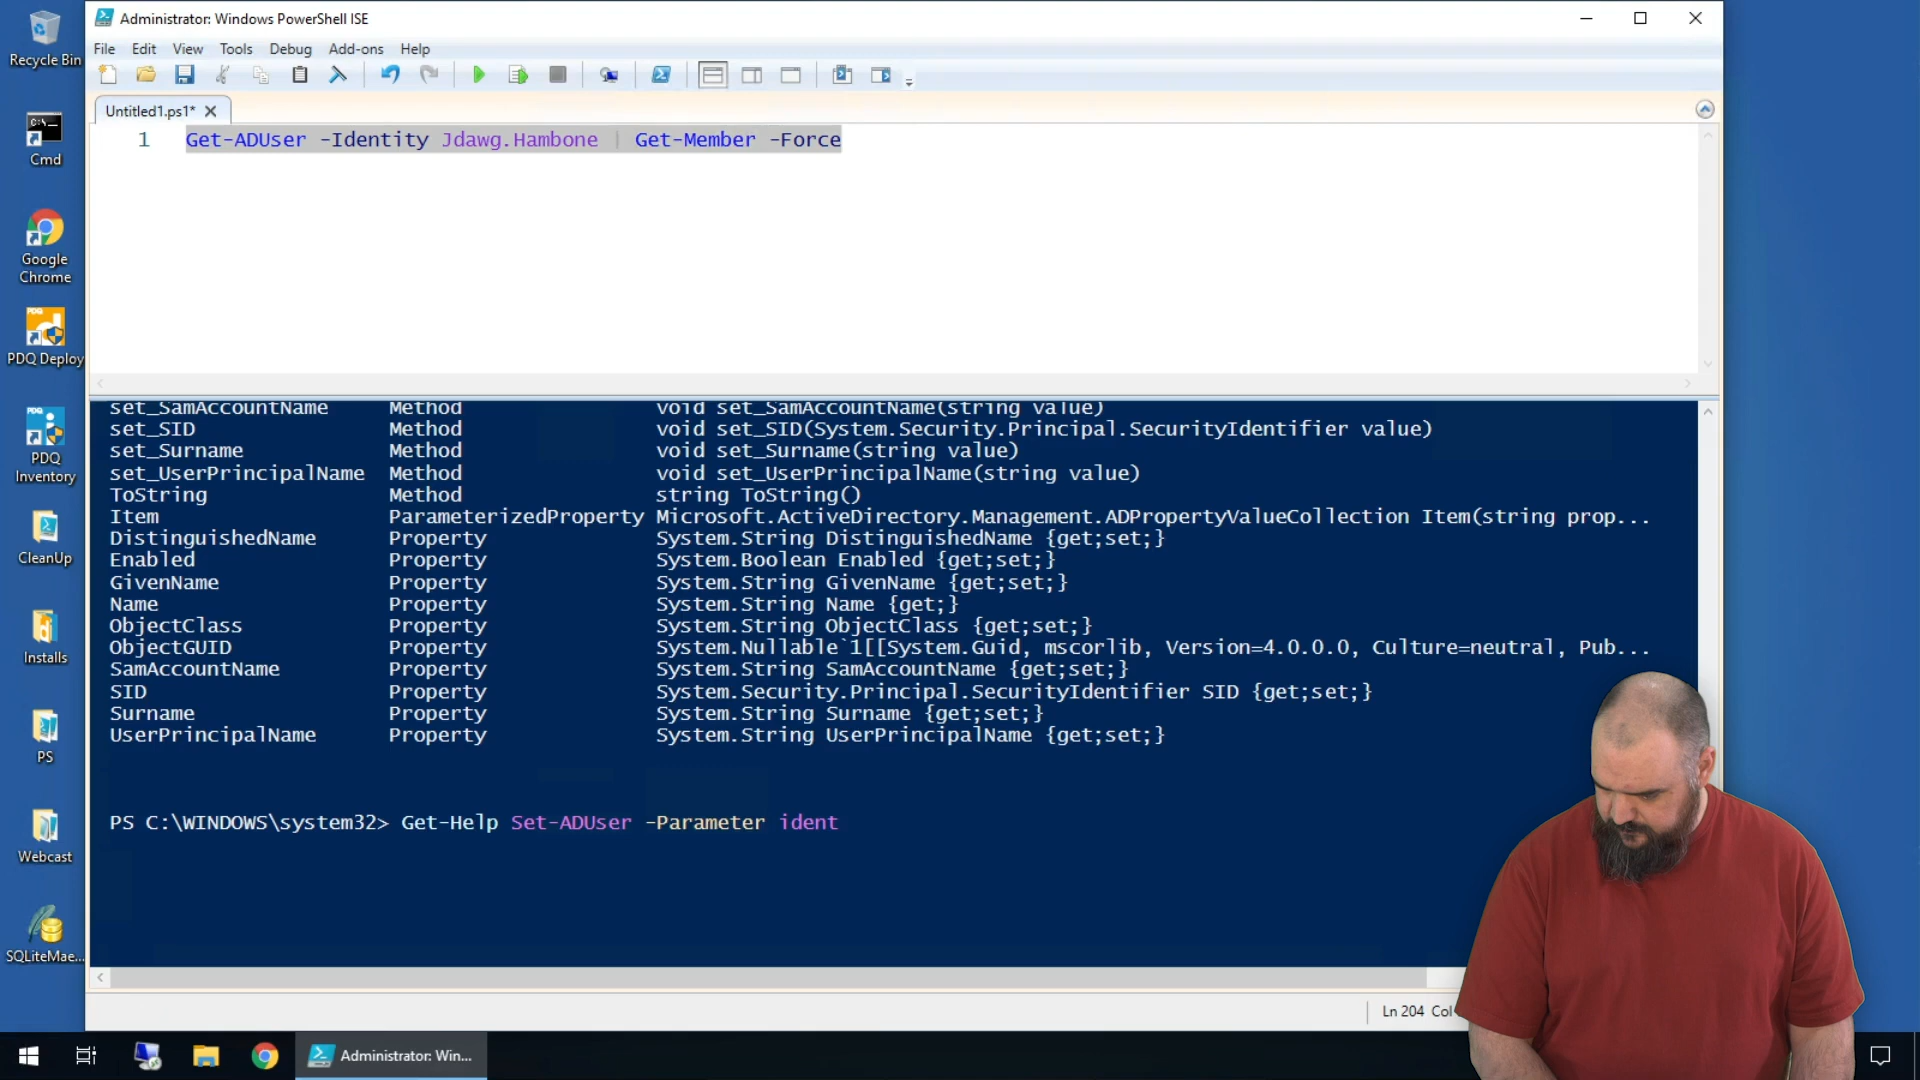 Administrator: Windows PowerShell ISE
File Edit View Tools Debug Add-ons Help
Untitled1.ps1*
1 Get-ADUser -Identity Jdawg.Hambone | Get-Member -Force
set_SamAccountName Method void set_SamAccountName(string value)
set_SID Method void set_SID(System.Security.Principal.SecurityIdentifier value)
set_Surname Method void set_Surname(string value)
set_UserPrincipalName Method void set_UserPrincipalName(string value)
ToString Method string ToString()
Item ParameterizedProperty Microsoft.ActiveDirectory.Management.ADPropertyValueCollection Item(string prop...
DistinguishedName Property System.String DistinguishedName {get;set;}
Enabled Property System.Boolean Enabled {get;set;}
GivenName Property System.String GivenName {get;set;}
Name Property System.String Name {get;}
ObjectClass Property System.String ObjectClass {get;set;}
ObjectGUID Property System.Nullable`1[[System.Guid, mscorlib, Version=4.0.0.0, Culture=neutral, Pub...
SamAccountName Property System.String SamAccountName {get;set;}
SID Property System.Security.Principal.SecurityIdentifier SID {get;set;}
Surname Property System.String Surname {get;set;}
UserPrincipalName Property System.String UserPrincipalName {get;set;}
PS C:\WINDOWS\system32> Get-Help Set-ADUser -Parameter ident
Ln 204 Col
Recycle Bin
Cmd
Google
Chrome
PDQ Deploy
PDQ
Inventory
CleanUp
Installs
PS
Webcast
SQLiteMae...
Administrator: Win...